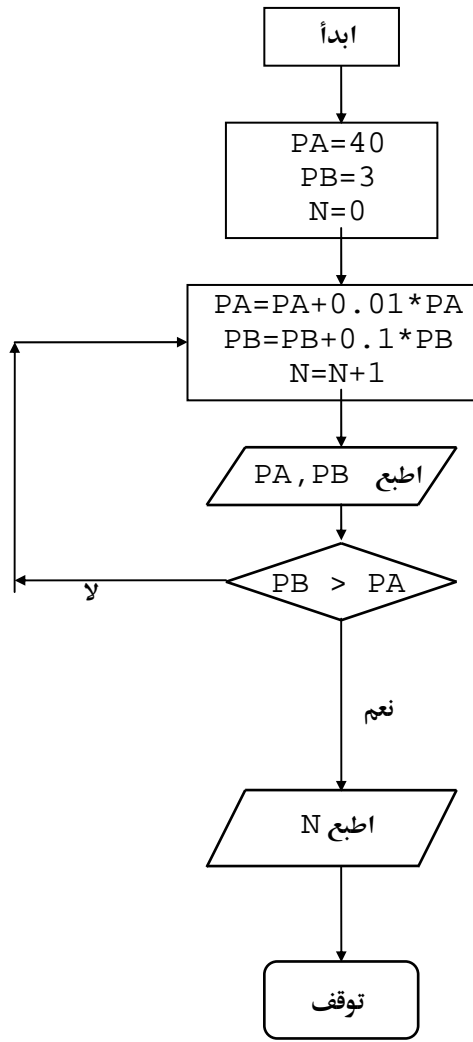 ابدأ
PA=40
PB=3
N=0
PA=PA+0.01*PA
PB=PB+0.1*PB
N=N+1
اطبع PA,PB
PB > PA
لا
نعم
اطبع N
توقف